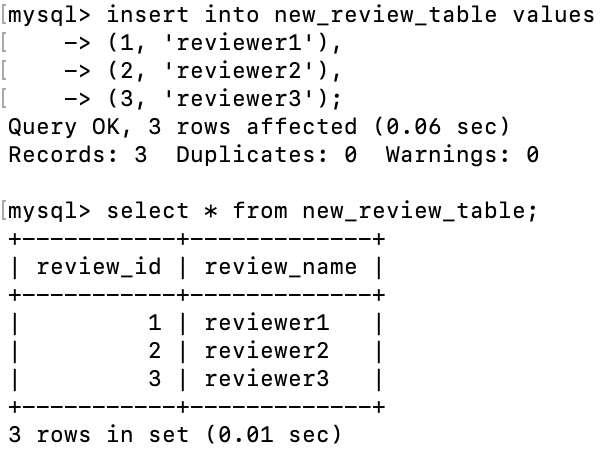 [mysql> insert into new_review_table values
[    -> (1, 'reviewer1'),
[    -> (2, 'reviewer2'),
[    -> (3, 'reviewer3');
Query OK, 3 rows affected (0.06 sec)
Records: 3  Duplicates: 0  Warnings: 0

[mysql> select * from new_review_table;
+-----------+-------------+
| review_id | review_name |
+-----------+-------------+
|         1 | reviewer1   |
|         2 | reviewer2   |
|         3 | reviewer3   |
+-----------+-------------+
3 rows in set (0.01 sec)